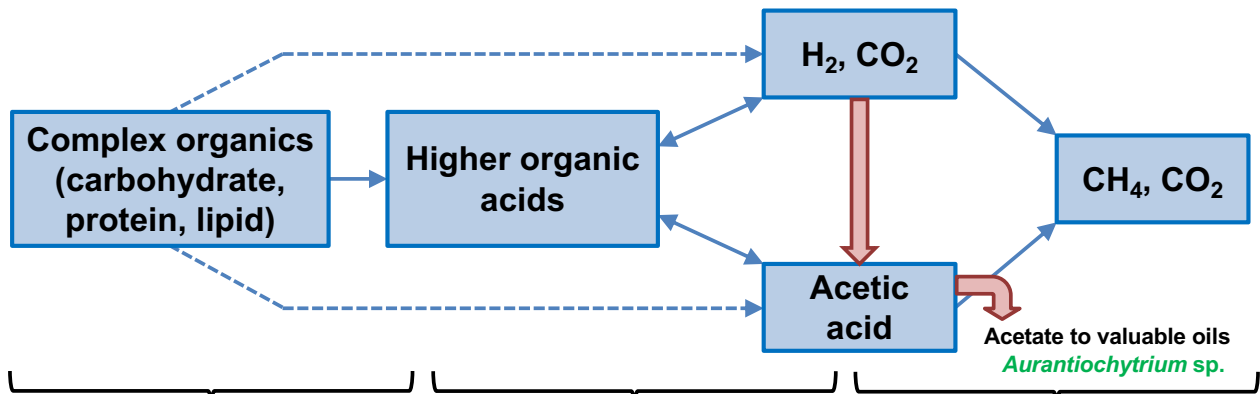 H₂, CO₂
Complex organics
(carbohydrate,
protein, lipid)
Higher organic
acids
CH₄, CO₂
Acetic
acid
Acetate to valuable oils
Aurantiochytrium sp.